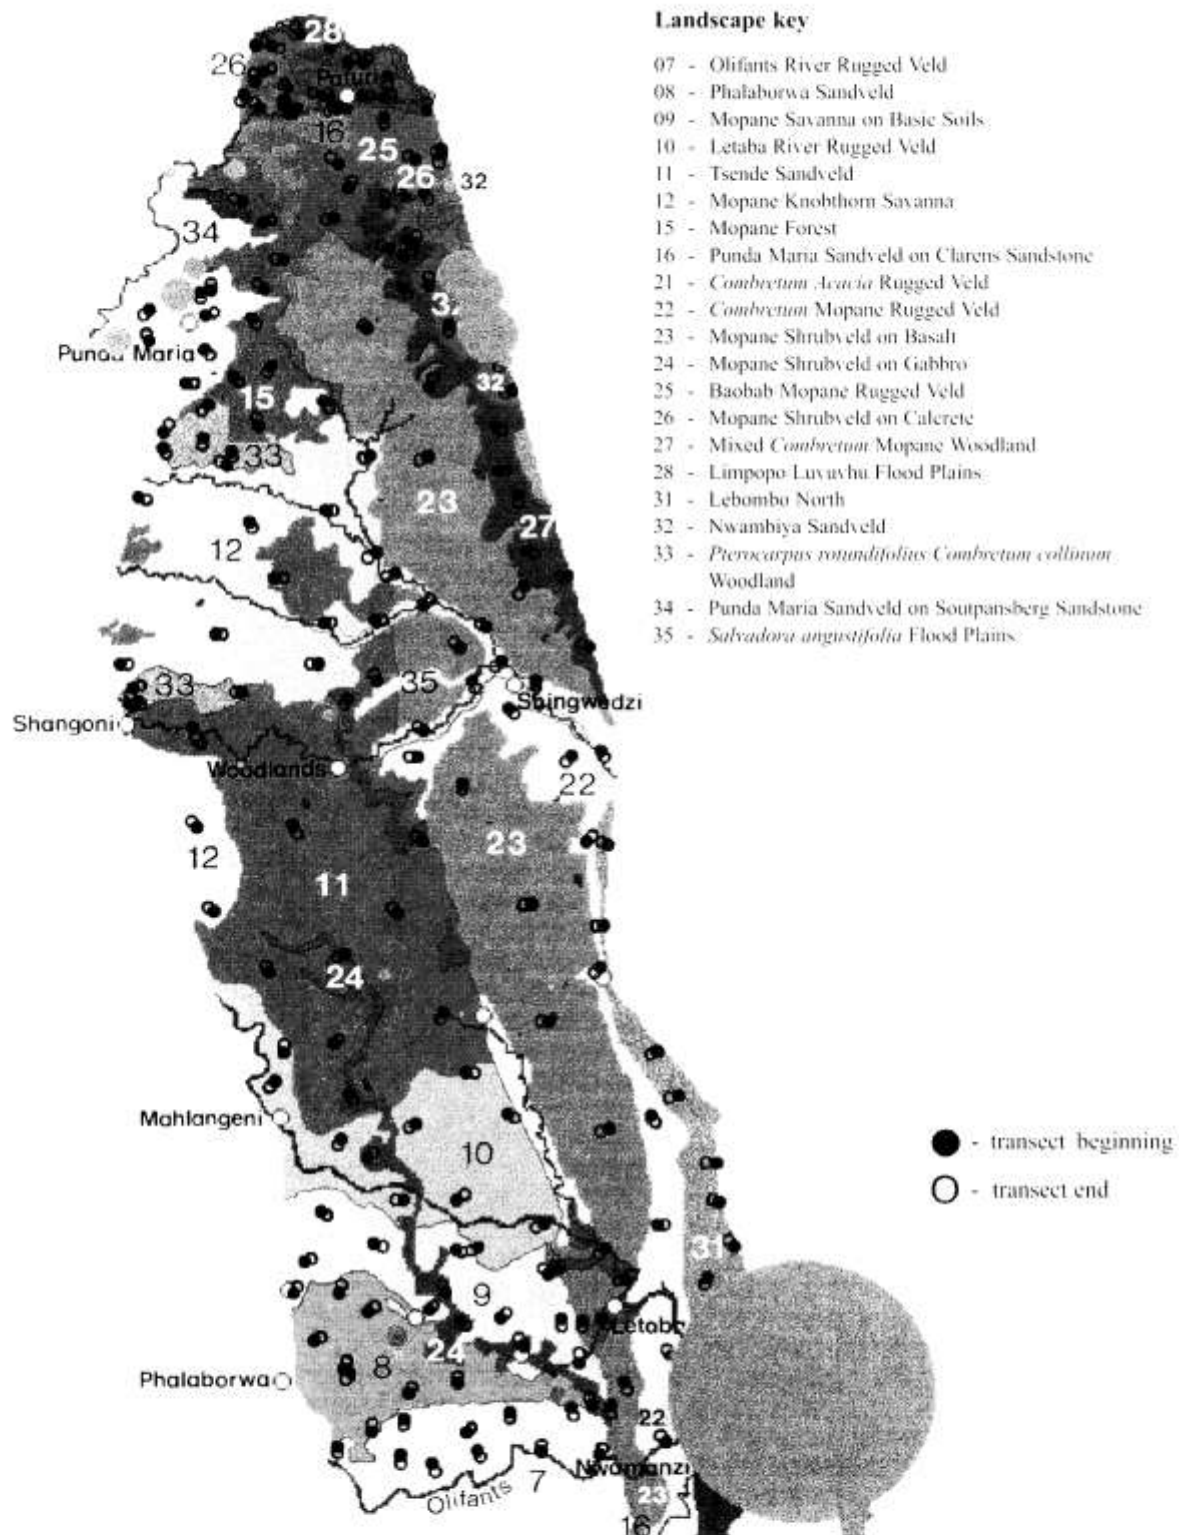 Landscape key
07 - Olifants River Rugged Veld
08 - Phalaborwa Sandveld
09 - Mopane Savanna on Basic Soils
10 - Letaba River Rugged Veld
11 - Tsende Sandveld
12 - Mopane Knobthorn Savanna
15 - Mopane Forest
16 - Punda Maria Sandveld on Clarens Sandstone
21 - Combretum Acacia Rugged Veld
22 - Combretum Mopane Rugged Veld
23 - Mopane Shrubveld on Basalt
24 - Mopane Shrubveld on Gabbro
25 - Baobab Mopane Rugged Veld
26 - Mopane Shrubveld on Calcrete
27 - Mixed Combretum Mopane Woodland
28 - Limpopo Luvuvhu Flood Plains
31 - Lebombo North
32 - Nwambiya Sandveld
33 - Pterocarpus rotundifolius Combretum collinum
Woodland
34 - Punda Maria Sandveld on Soutpansberg Sandstone
35 - Salvadora angustifolia Flood Plains
28
26
Pafuri
16
25
26
32
34
Punda Maria
32
15
33
23
27
12
33
35
Shingwedzi
Shangoni
Woodlands
22
12
23
11
24
Mahlangeni
10
- transect beginning
- transect end
31
9
Letaba
24
8
Phalaborwa
22
Nwamanzi
Olifants
7
23
16